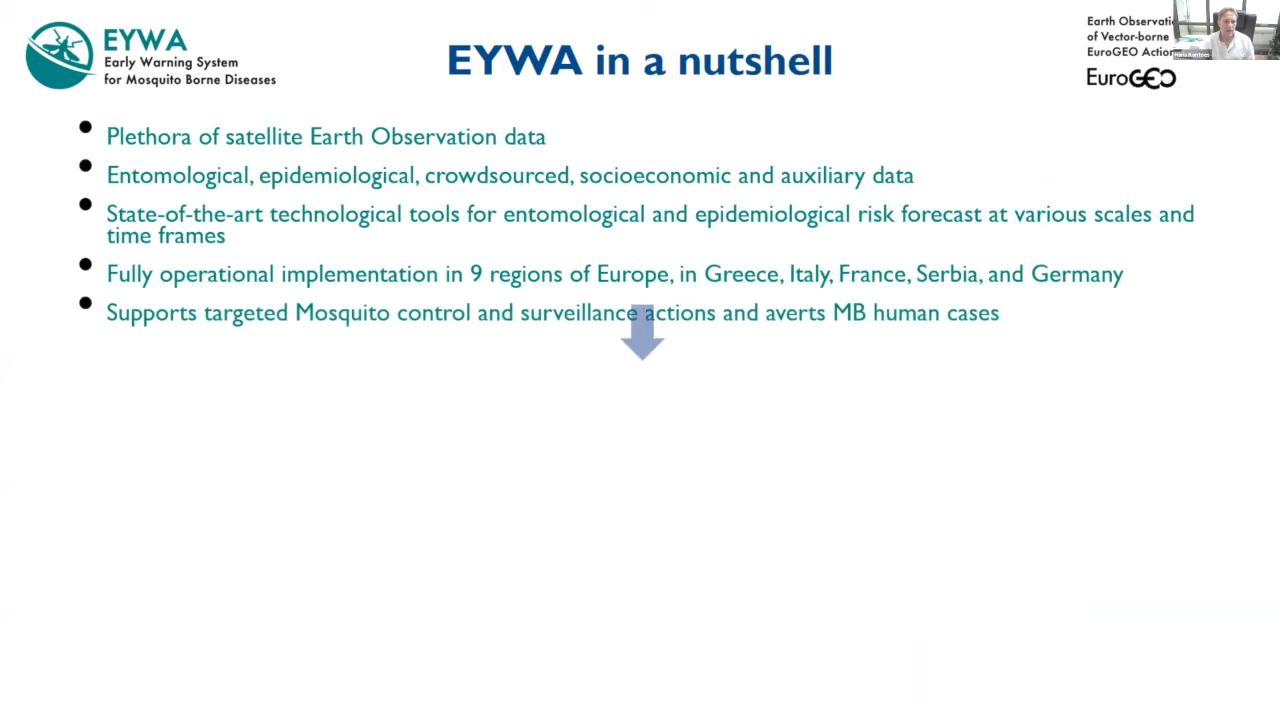 EYWA
Early Warning System
for Mosquito Borne Diseases
EYWA in a nutshell
Earth Observatio
of Vector-borne
EuroGEO Action
EuroGEO
Plethora of satellite Earth Observation data
Entomological, epidemiological, crowdsourced, socioeconomic and auxiliary data
State-of-the-art technological tools for entomological and epidemiological risk forecast at various scales and
time frames
Fully operational implementation in 9 regions of Europe, in Greece, Italy, France, Serbia, and Germany
Supports targeted Mosquito control and surveillance actions and averts MB human cases